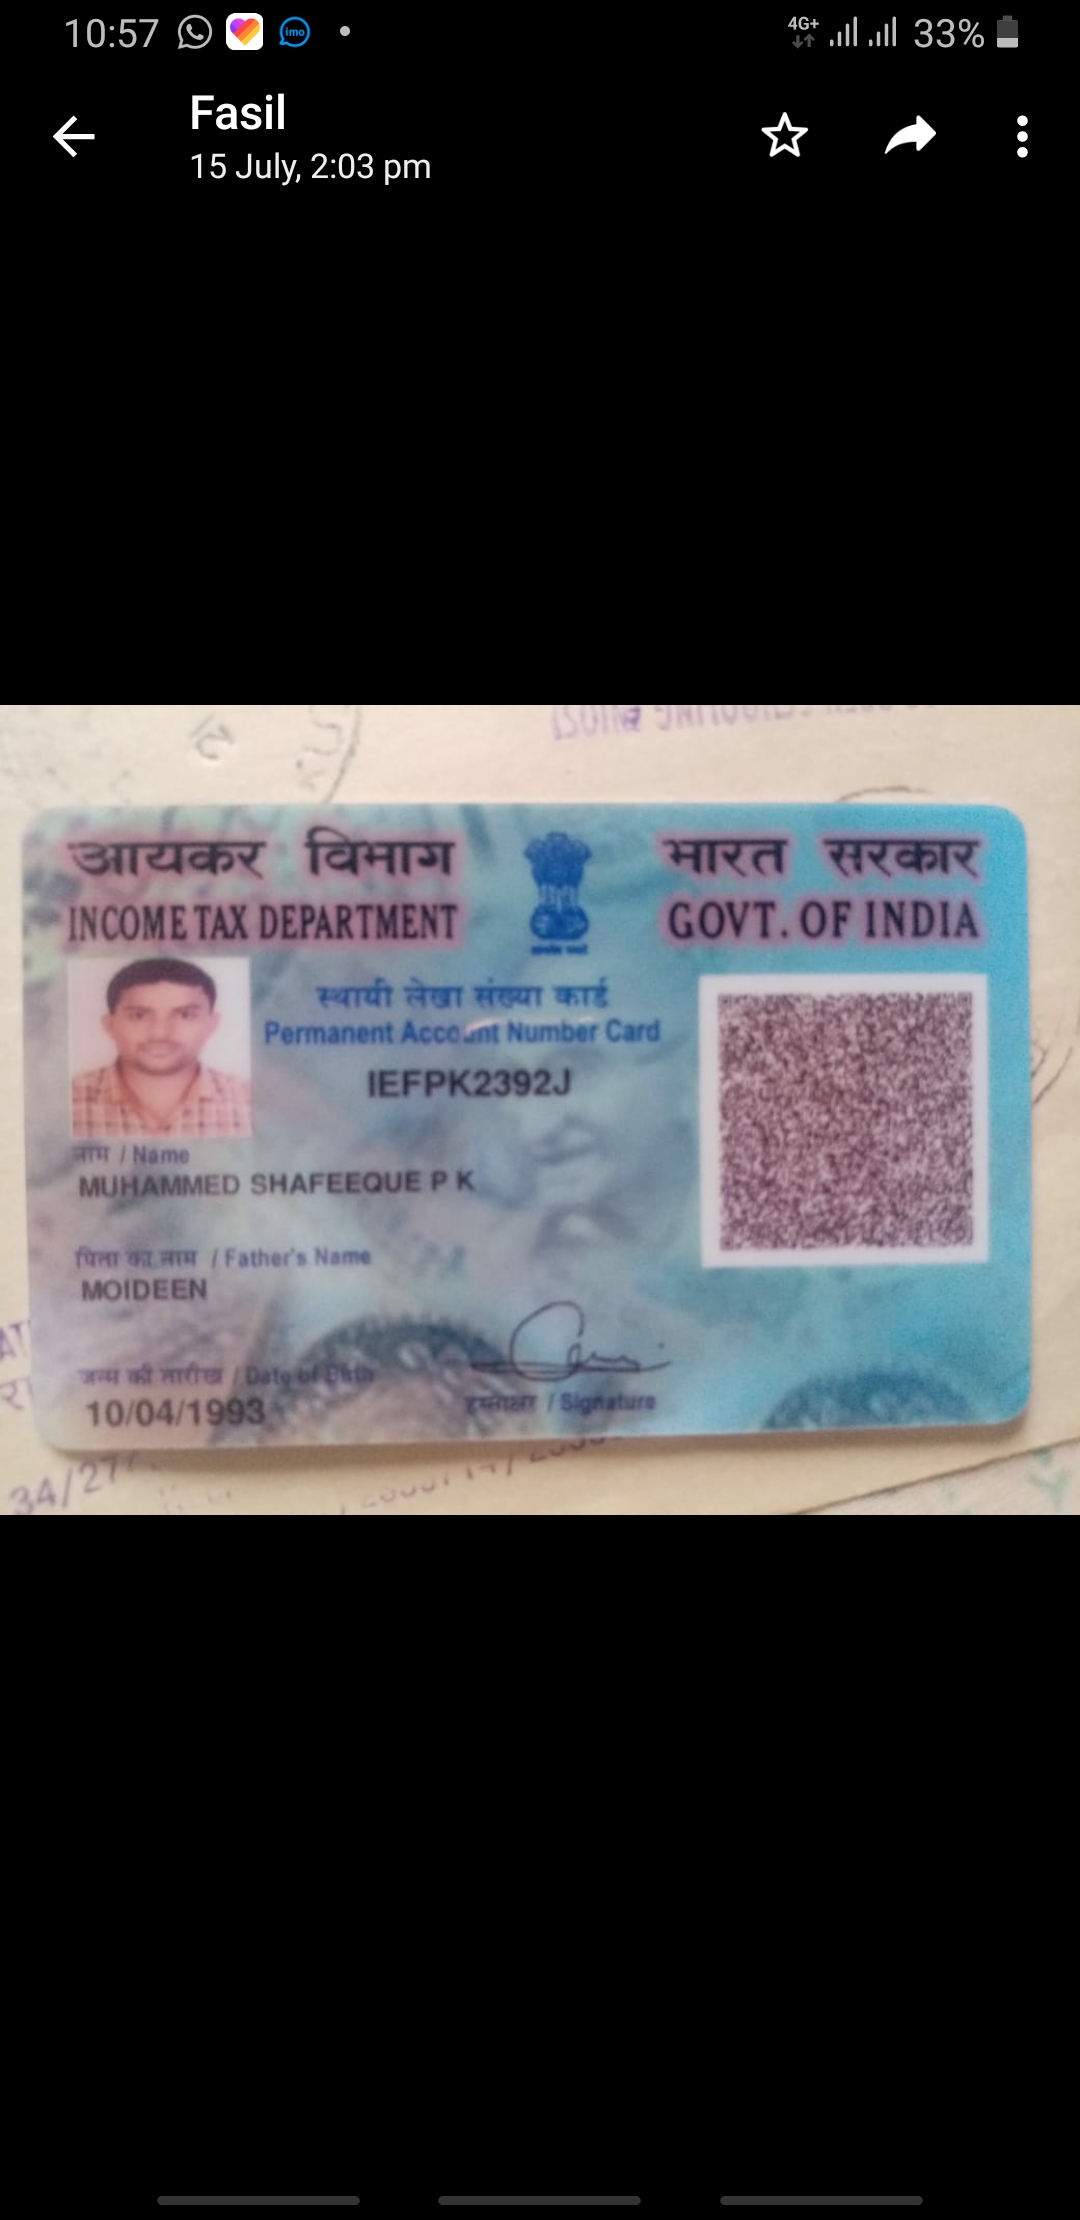 10:57 imo 4G+ 33%
Fasil
15 July, 2:03 pm
आयकर विभाग भारत सरकार
INCOME TAX DEPARTMENT GOVT. OF INDIA
स्थायी लेखा संख्या कार्ड
Permanent Account Number Card
IEFPK2392J
नाम / Name
MUHAMMED SHAFEEQUE P K
पिता का नाम / Father's Name
MOIDEEN
जन्म की तारीख / Date of Birth
10/04/1993
हस्ताक्षर / Signature
34/27